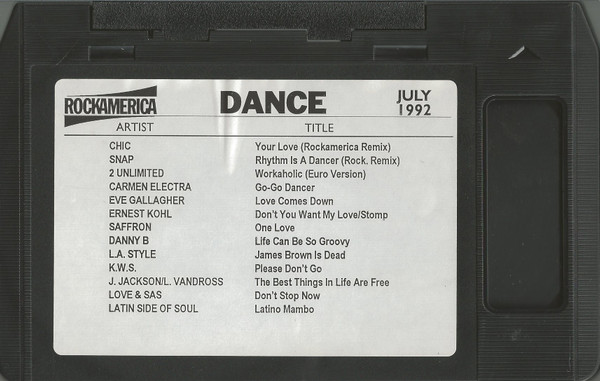 ROCKAMERICA DANCE JULY 1992
ARTIST TITLE
CHIC Your Love (Rockamerica Remix)
SNAP Rhythm Is A Dancer (Rock. Remix)
2 UNLIMITED Workaholic (Euro Version)
CARMEN ELECTRA Go-Go Dancer
EVE GALLAGHER Love Comes Down
ERNEST KOHL Don't You Want My Love/Stomp
SAFFRON One Love
DANNY B Life Can Be So Groovy
L.A. STYLE James Brown Is Dead
K.W.S. Please Don't Go
J. JACKSON/L. VANDROSS The Best Things In Life Are Free
LOVE & SAS Don't Stop Now
LATIN SIDE OF SOUL Latino Mambo